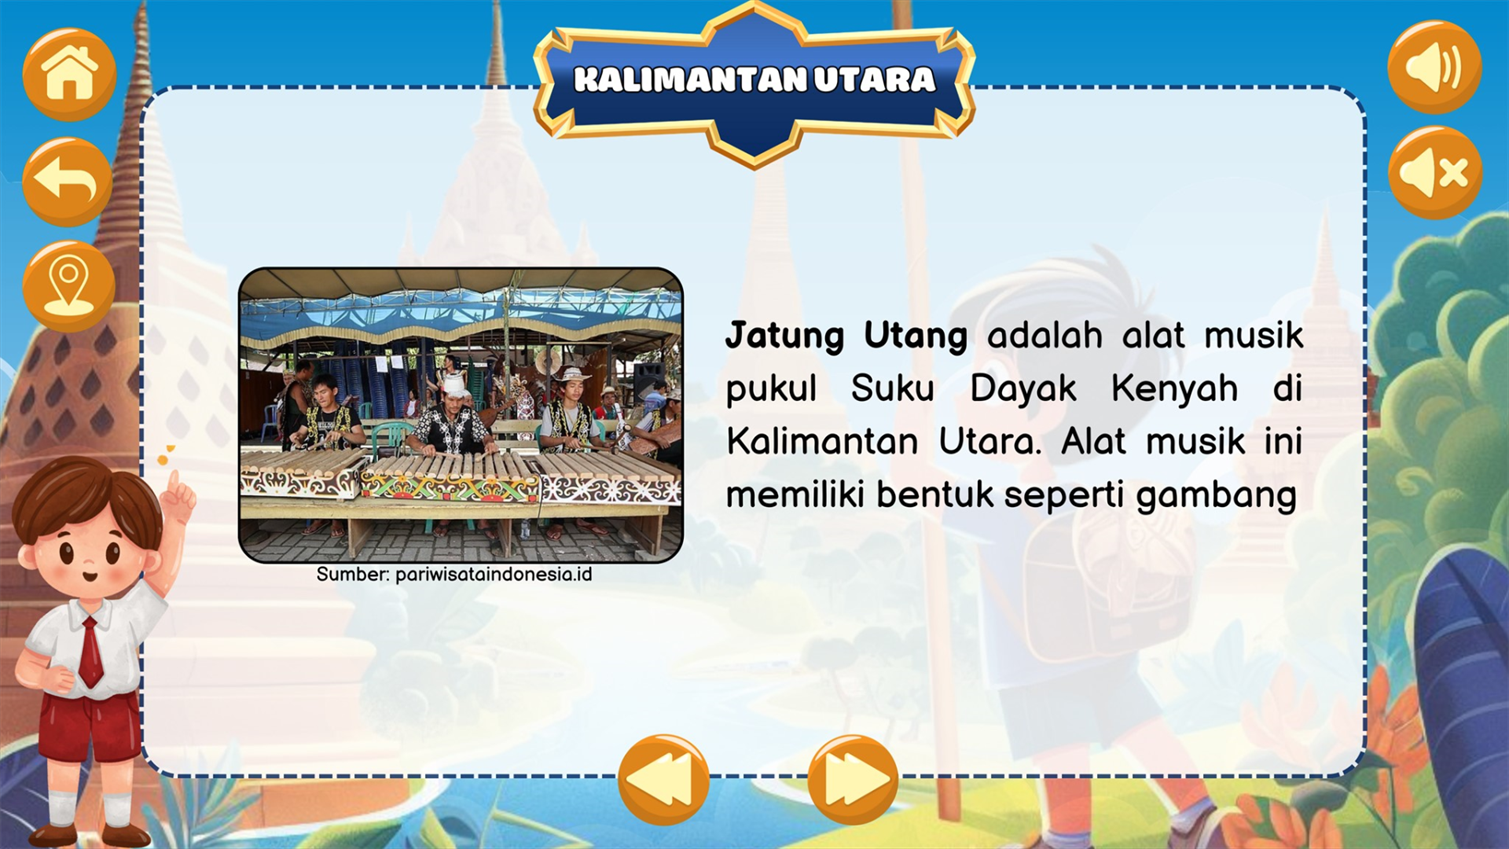 KALIMANTAN UTARA
Jatung Utang adalah alat musik
pukul Suku Dayak Kenyah di
Kalimantan Utara. Alat musik ini
memiliki bentuk seperti gambang
Sumber: pariwisataindonesia.id